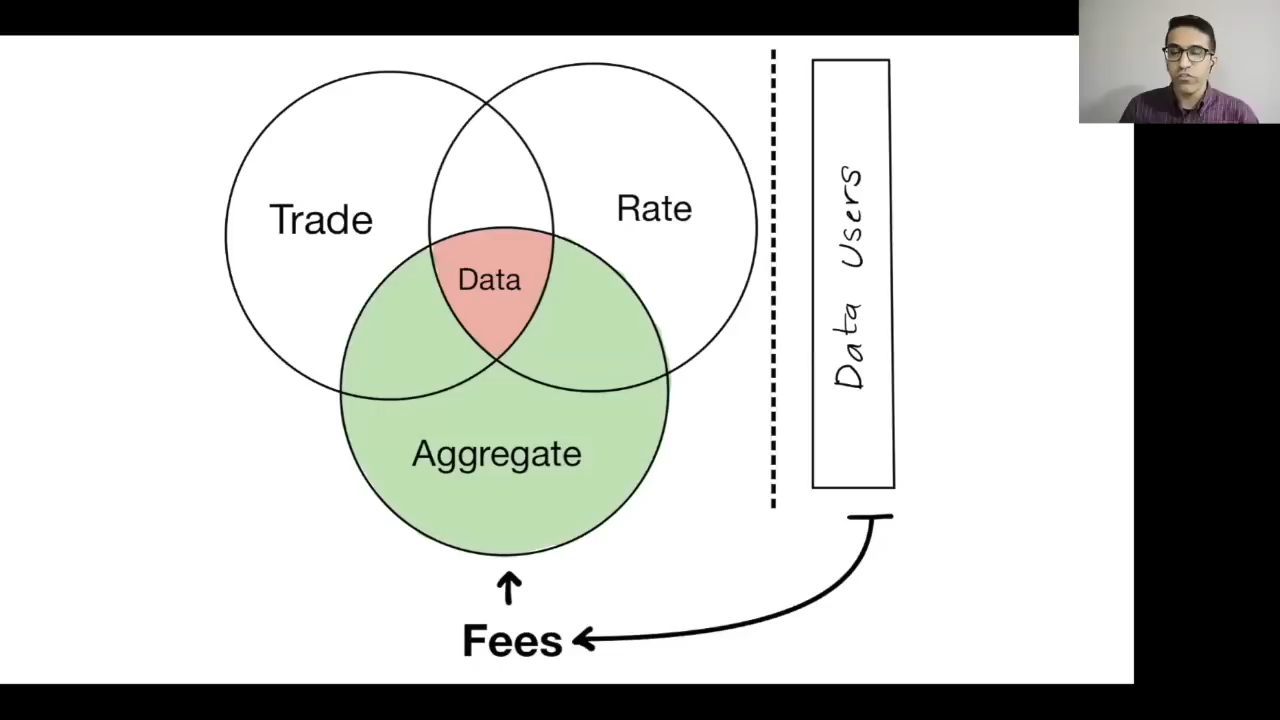 Trade
Rate
Data
Aggregate
Fees
Data Users